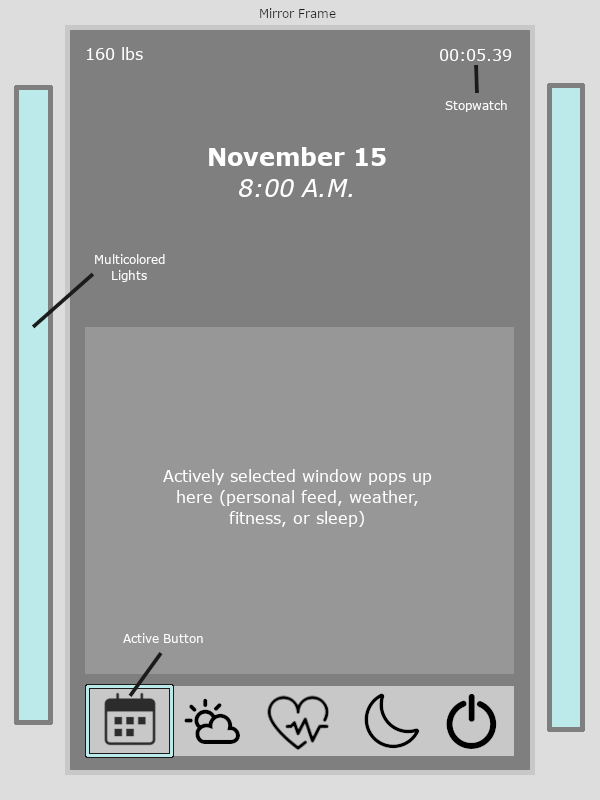 Mirror Frame
160 lbs
00:05.39
Stopwatch
November 15
8:00 A.M.
Multicolored
Lights
Actively selected window pops up
here (personal feed, weather,
fitness, or sleep)
Active Button